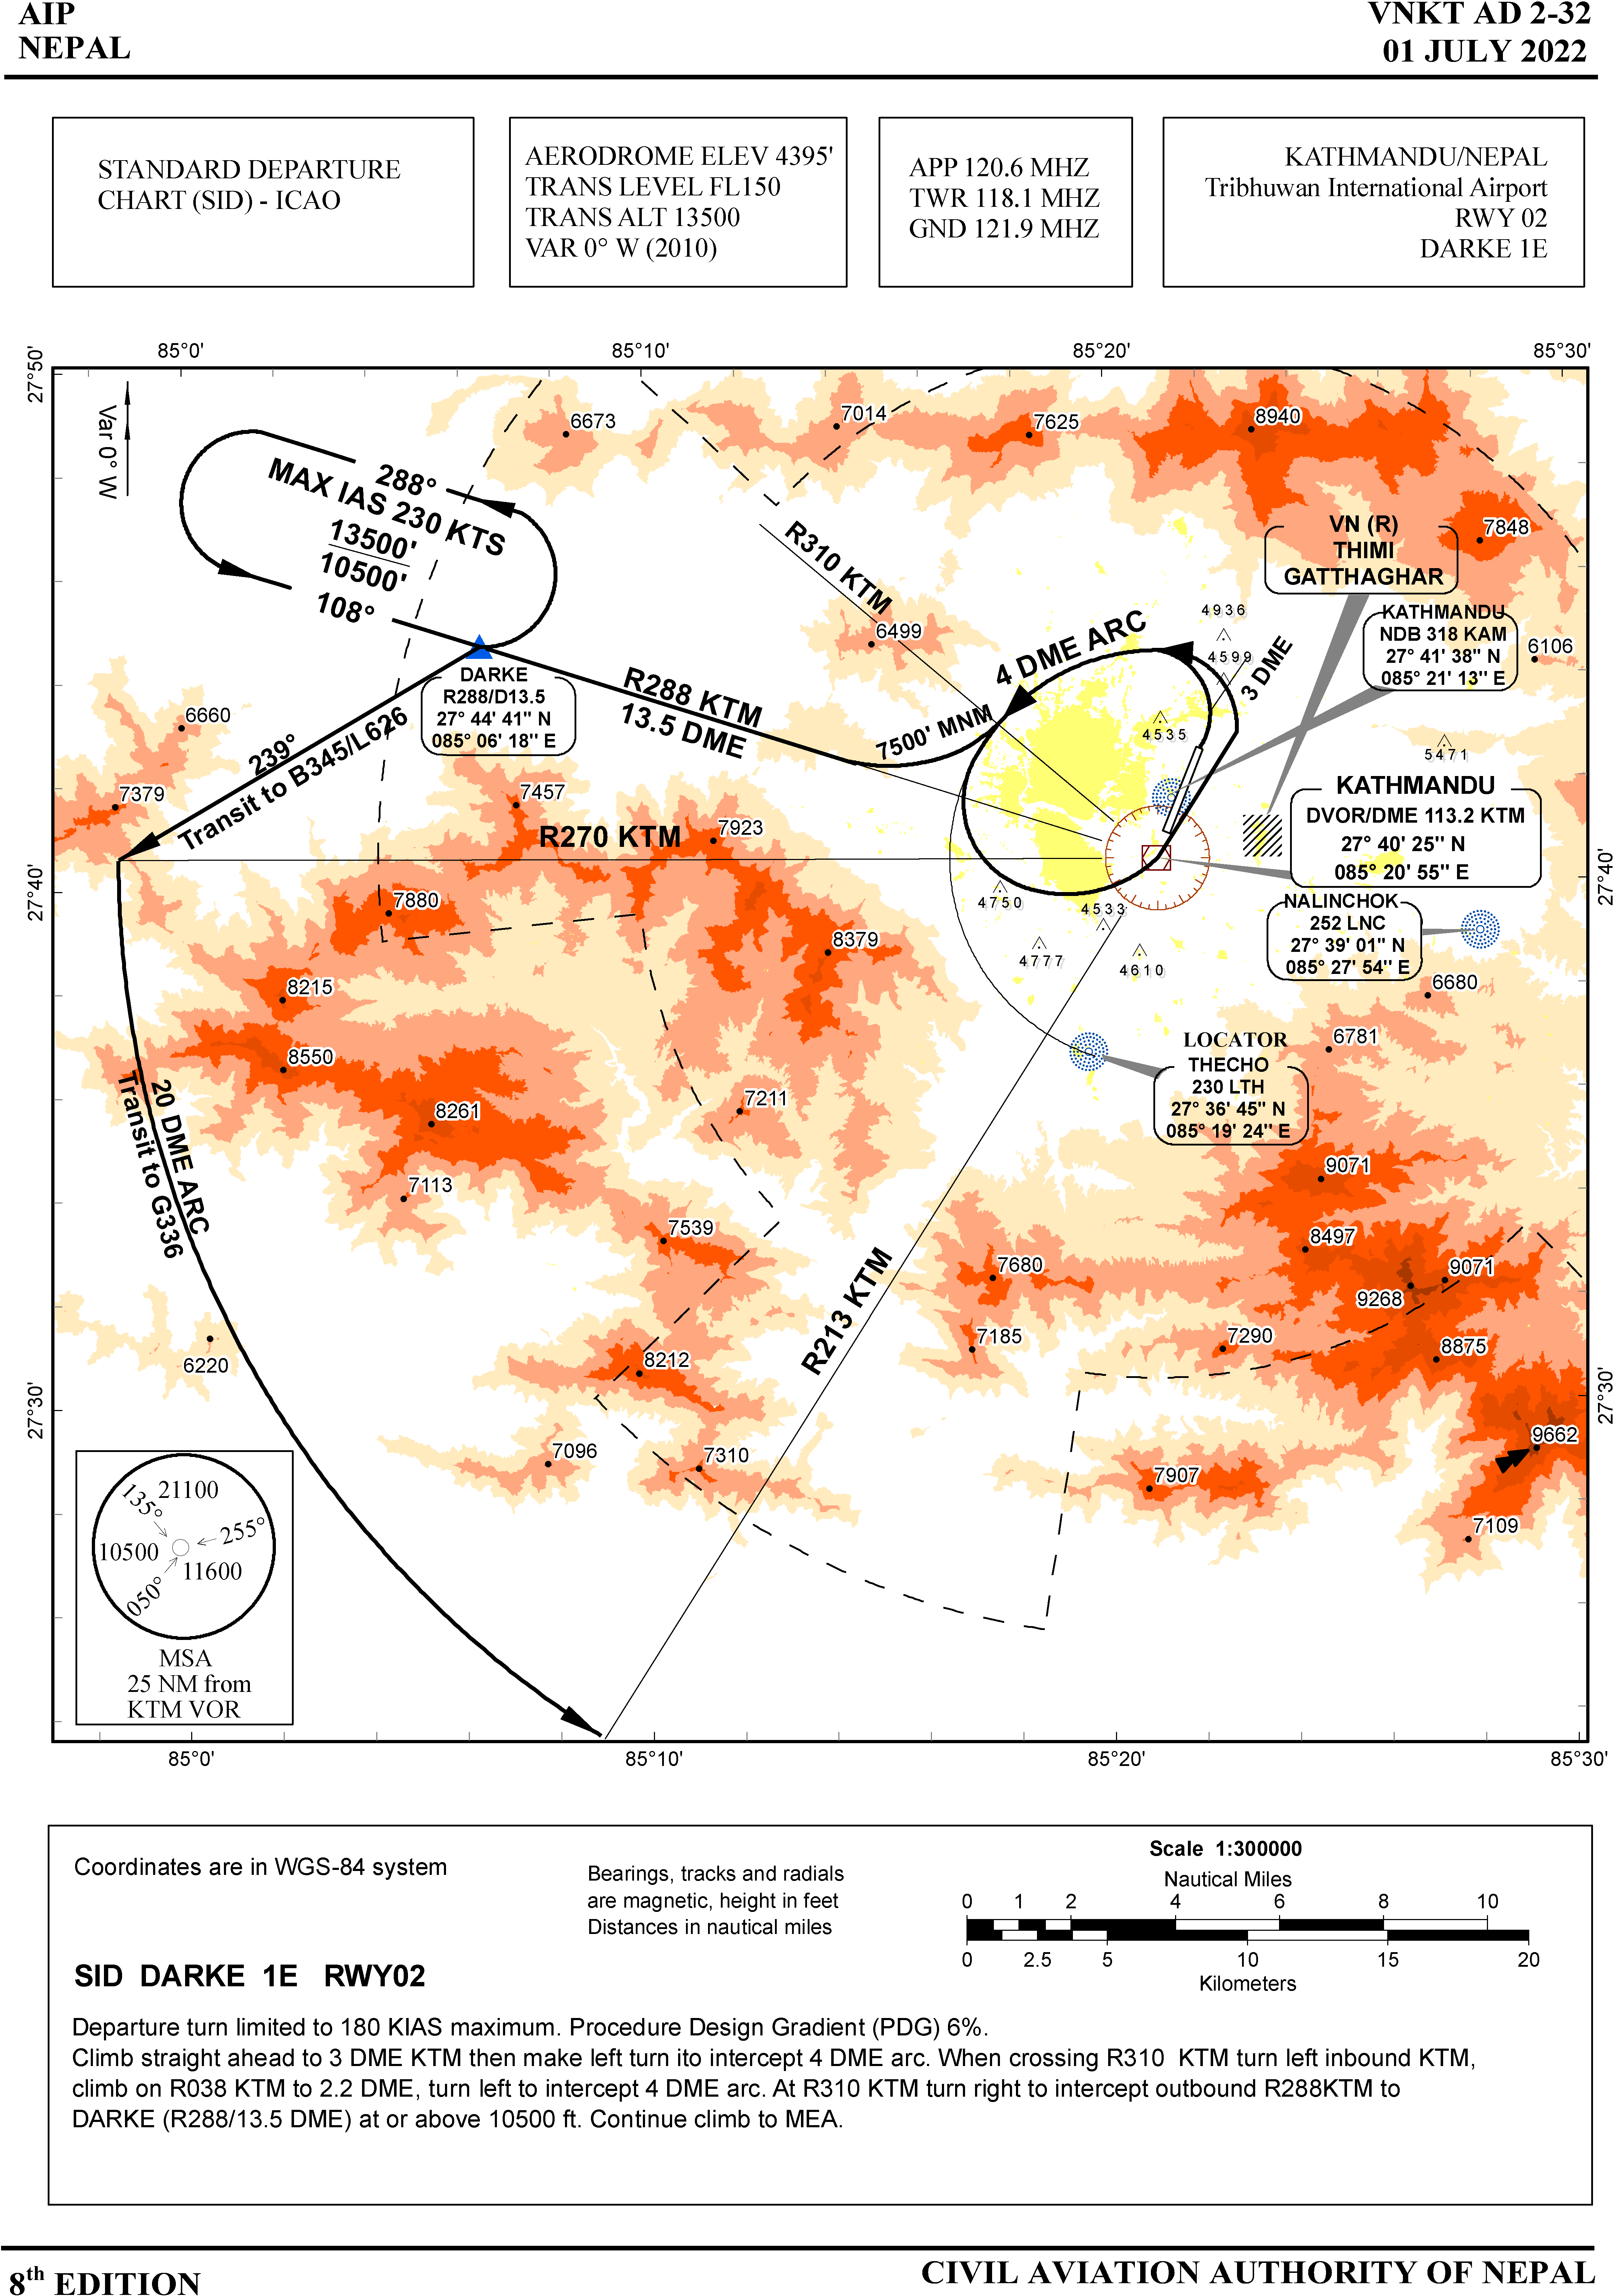 AIP
NEPAL
VNKT AD 2-32
01 JULY 2022
STANDARD DEPARTURE
CHART (SID) - ICAO
AERODROME ELEV 4395'
TRANS LEVEL FL150
TRANS ALT 13500
VAR 0° W (2010)
APP 120.6 MHZ
TWR 118.1 MHZ
GND 121.9 MHZ
KATHMANDU/NEPAL
Tribhuwan International Airport
RWY 02
DARKE 1E
85°0'
85°10'
85°20'
85°30'
27°50'
Var 0° W
6673
7014
7625
8940
7848
288°
MAX IAS 230 KTS
13500'
10500'
108°
R310 KTM
VN (R)
THIMI
GATTHAGHAR
KATHMANDU
NDB 318 KAM
27° 41' 38" N
085° 21' 13" E
6106
4936
4599
3 DME
4 DME ARC
6499
4535
5471
DARKE
R288/D13.5
27° 44' 41" N
085° 06' 18" E
R288 KTM
13.5 DME
7500' MNM
6660
239°
Transit to B345/L626
7379
7457
7923
R270 KTM
KATHMANDU
DVOR/DME 113.2 KTM
27° 40' 25" N
085° 20' 55" E
27°40'
27°40'
7880
4750
4533
4777
4610
NALINCHOK
252 LNC
27° 39' 01" N
085° 27' 54" E
8379
8215
6680
8550
6781
LOCATOR
THECHO
230 LTH
27° 36' 45" N
085° 19' 24" E
20 DME ARC
Transit to G336
8261
7211
7113
9071
7539
8497
R213 KTM
7680
9071
9268
7185
7290
8875
6220
8212
27°30'
27°30'
9662
7096
7310
7907
7109
21100
135°
255°
10500
11600
050°
MSA
25 NM from
KTM VOR
85°0'
85°10'
85°20'
85°30'
Coordinates are in WGS-84 system
Bearings, tracks and radials
are magnetic, height in feet
Distances in nautical miles
Scale 1:300000
Nautical Miles
0 1 2 4 6 8 10
0 2.5 5 10 15 20
Kilometers
SID DARKE 1E RWY02
Departure turn limited to 180 KIAS maximum. Procedure Design Gradient (PDG) 6%.
Climb straight ahead to 3 DME KTM then make left turn ito intercept 4 DME arc. When crossing R310 KTM turn left inbound KTM,
climb on R038 KTM to 2.2 DME, turn left to intercept 4 DME arc. At R310 KTM turn right to intercept outbound R288KTM to
DARKE (R288/13.5 DME) at or above 10500 ft. Continue climb to MEA.
8th EDITION
CIVIL AVIATION AUTHORITY OF NEPAL